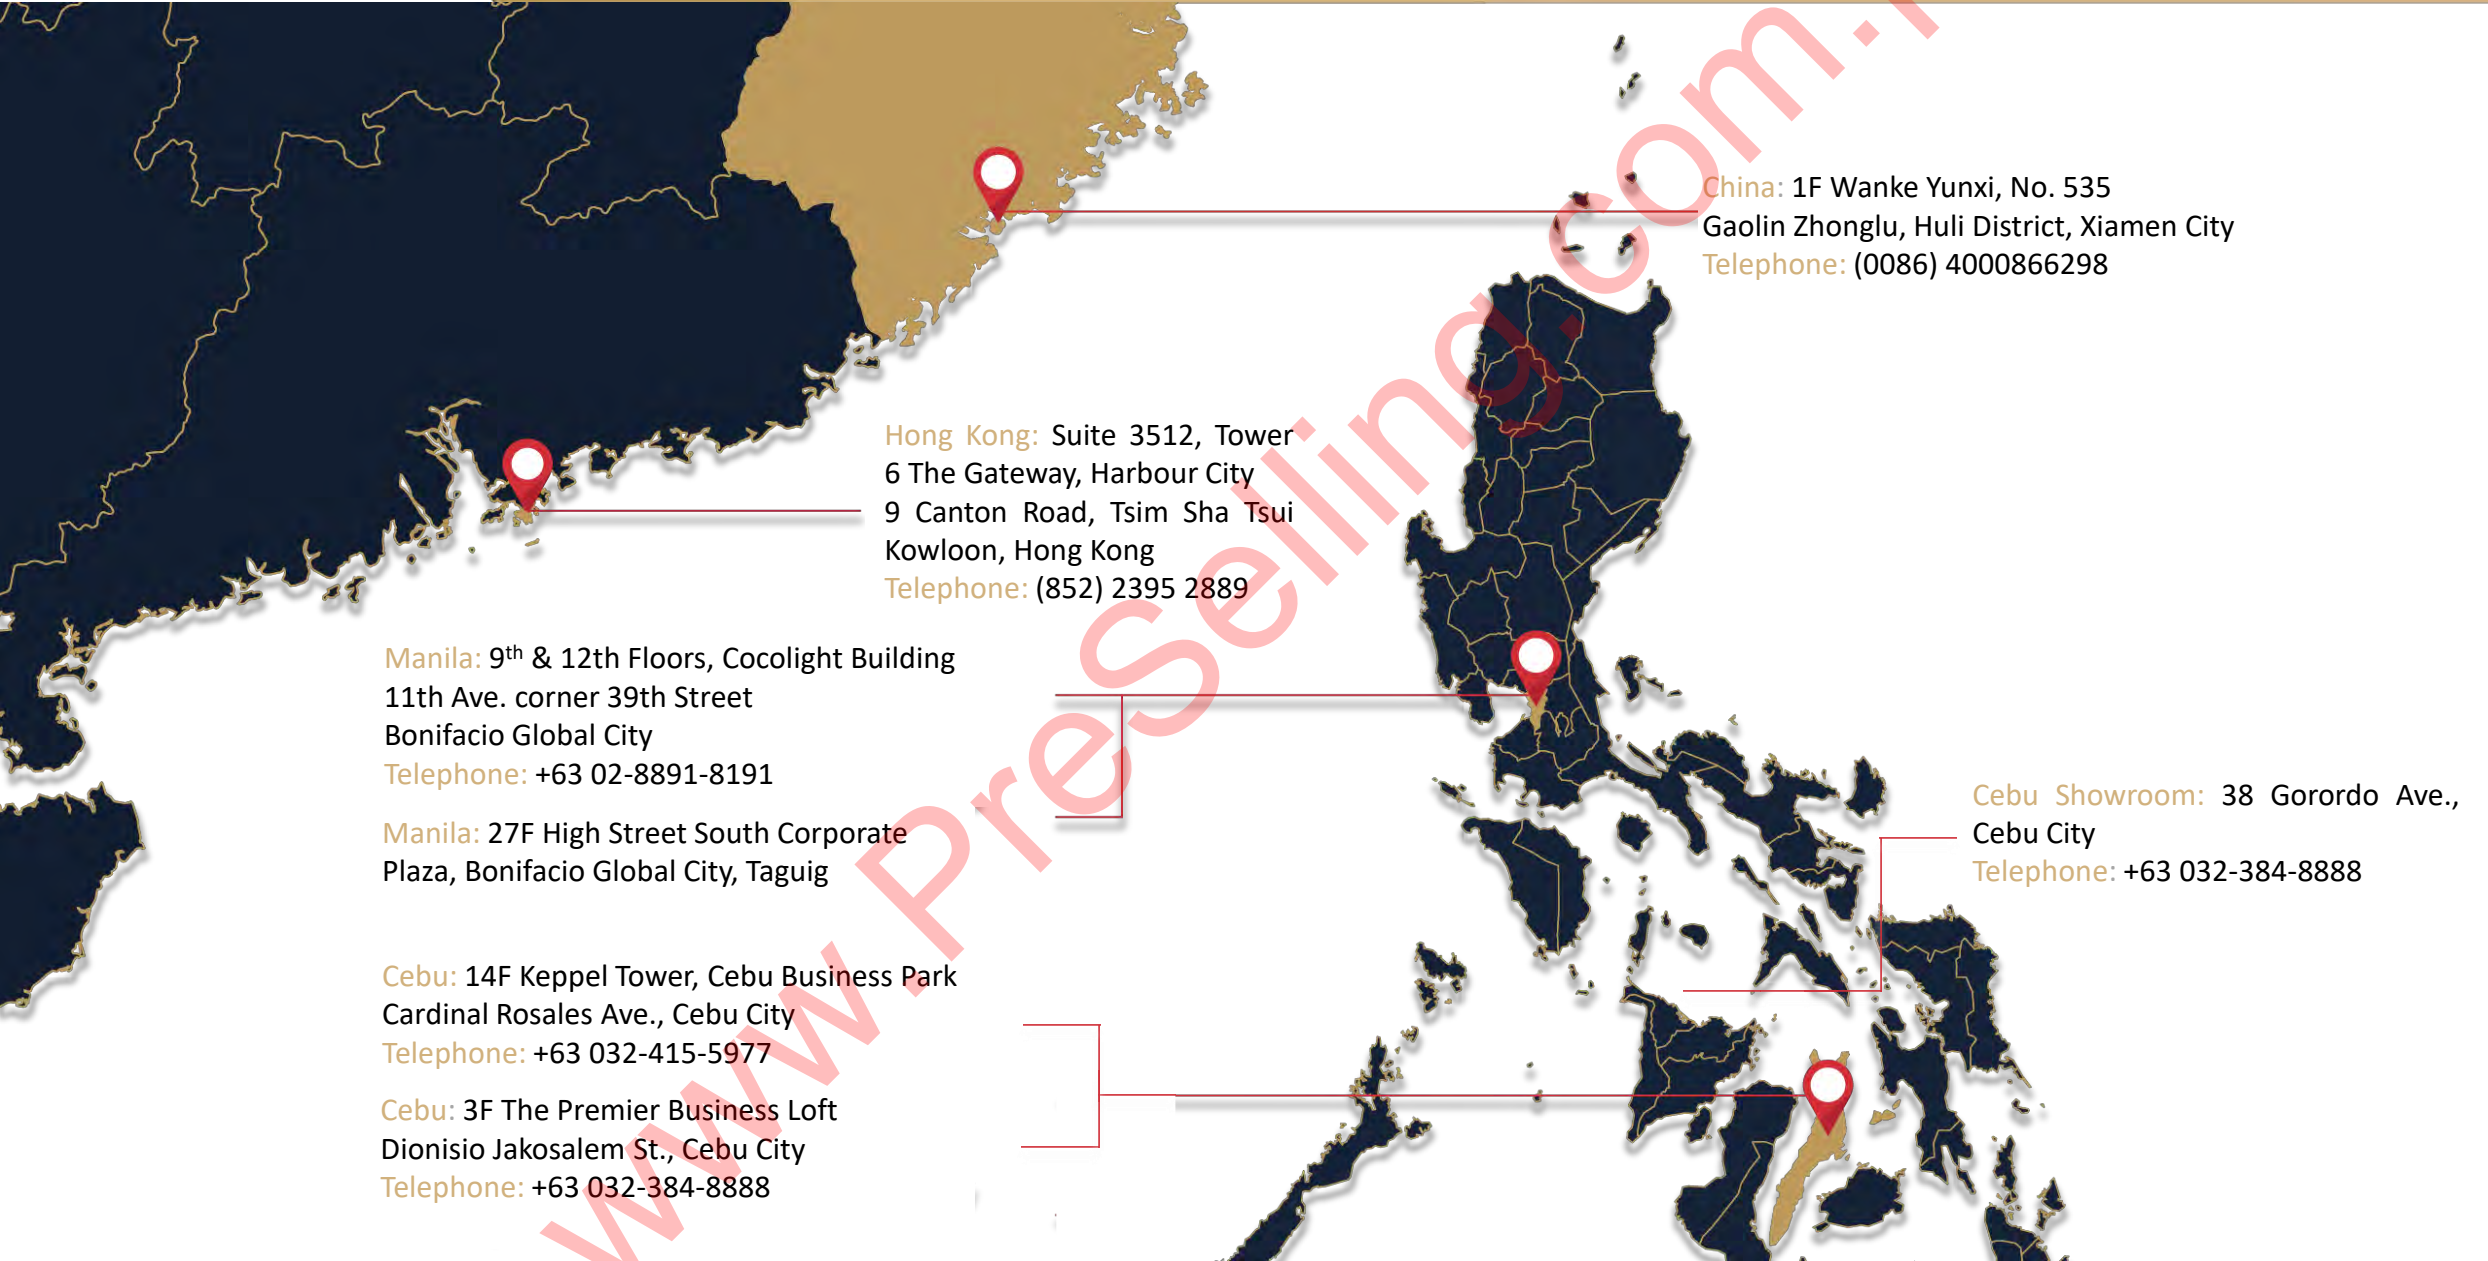 China: 1F Wanke Yunxi, No. 535
Gaolin Zhonglu, Huli District, Xiamen City
Telephone: (0086) 4000866298
Hong Kong: Suite 3512, Tower
6 The Gateway, Harbour City
9 Canton Road, Tsim Sha Tsui
Kowloon, Hong Kong
Telephone: (852) 2395 2889
Manila: 9th & 12th Floors, Cocolight Building
11th Ave. corner 39th Street
Bonifacio Global City
Telephone: +63 02-8891-8191
Manila: 27F High Street South Corporate
Plaza, Bonifacio Global City, Taguig
Cebu Showroom: 38 Gorordo Ave.,
Cebu City
Telephone: +63 032-384-8888
Cebu: 14F Keppel Tower, Cebu Business Park
Cardinal Rosales Ave., Cebu City
Telephone: +63 032-415-5977
Cebu: 3F The Premier Business Loft
Dionisio Jakosalem St., Cebu City
Telephone: +63 032-384-8888
www.PreSelling.com.